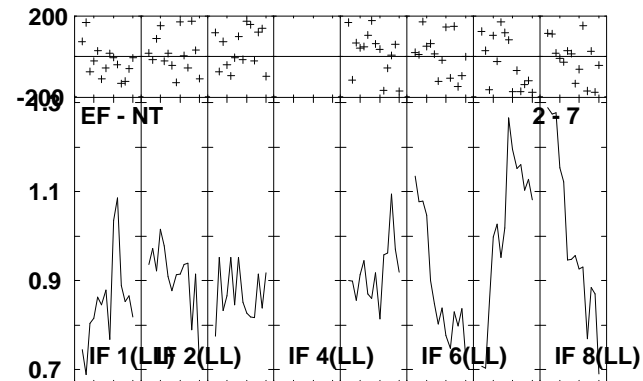 200
-200
1.3
EF - NT
2 - 7
1.1
0.9
IF 1(LL)
IF 2(LL)
IF 4(LL)
IF 6(LL)
IF 8(LL)
0.7